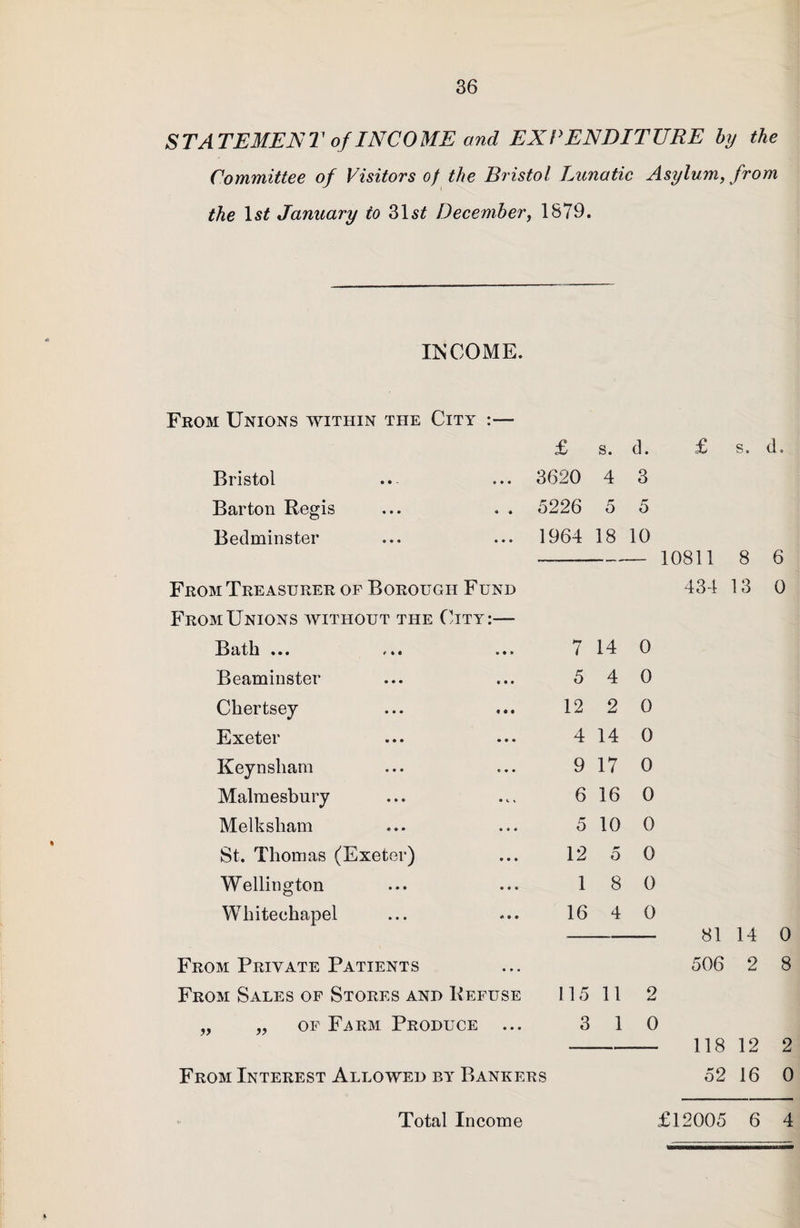 36
STATEMENT of INCOME and EXPENDITURE by the
Committee of Visitors of the Bristol Lunatic Asylum, from
the 1st January to 31st December, 1879.
INCOME.
From Unions within the City :—
£ s. d. £ s. d.
Bristol ... ... 3620 4 3
Barton Regis ... . . 5226 5 5
Bedminster ... ... 1964 18 10
10811 8 6
From Treasurer of Borough Fund 434 13 0
From Unions without the City:—
Bath ... ... ... 7 14 0
Beaminster ... ... 5 4 0
Chertsey ... ... 12 2 0
Exeter ... ... 4 14 0
Keynsham ... ... 9 17 0
Malmesbury ... ... 6 16 0
Melksham ... ... 5 10 0
St. Thomas (Exeter) ... 12 5 0
Wellington ... ... 1 8 0
Whitechapel ... ... 16 4 0
81 14 0
From Private Patients ... 506 2 8
From Sales of Stores and Refuse 115 11 2
„ „ of Farm Produce ... 3 1 0
118 12 2
From Interest Allowed by Bankers 52 16 0
Total Income £12005 6 4